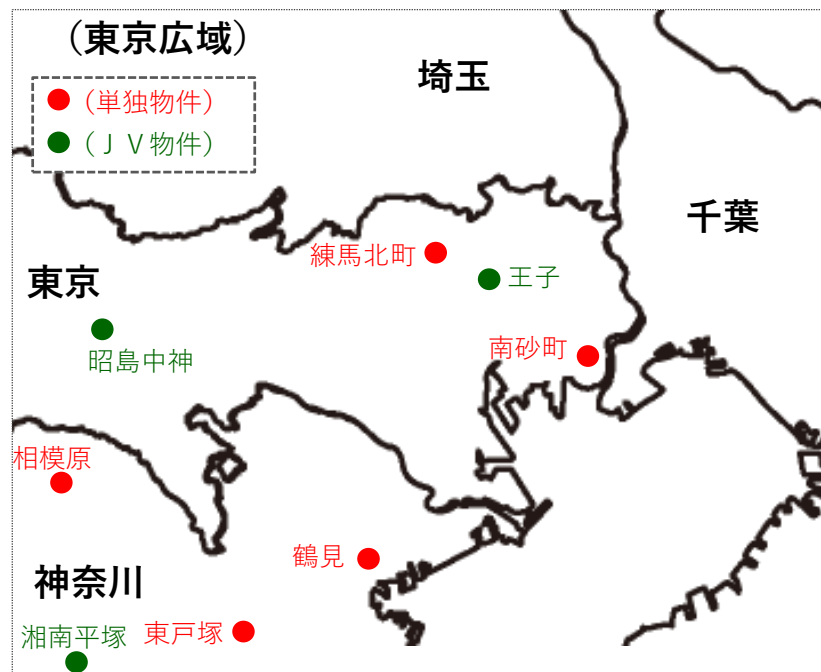 （東京広域）
（単独物件）
（ＪＶ物件）
埼玉
千葉
練馬北町
王子
東京
南砂町
昭島中神
相模原
鶴見
神奈川
湘南平塚
東戸塚